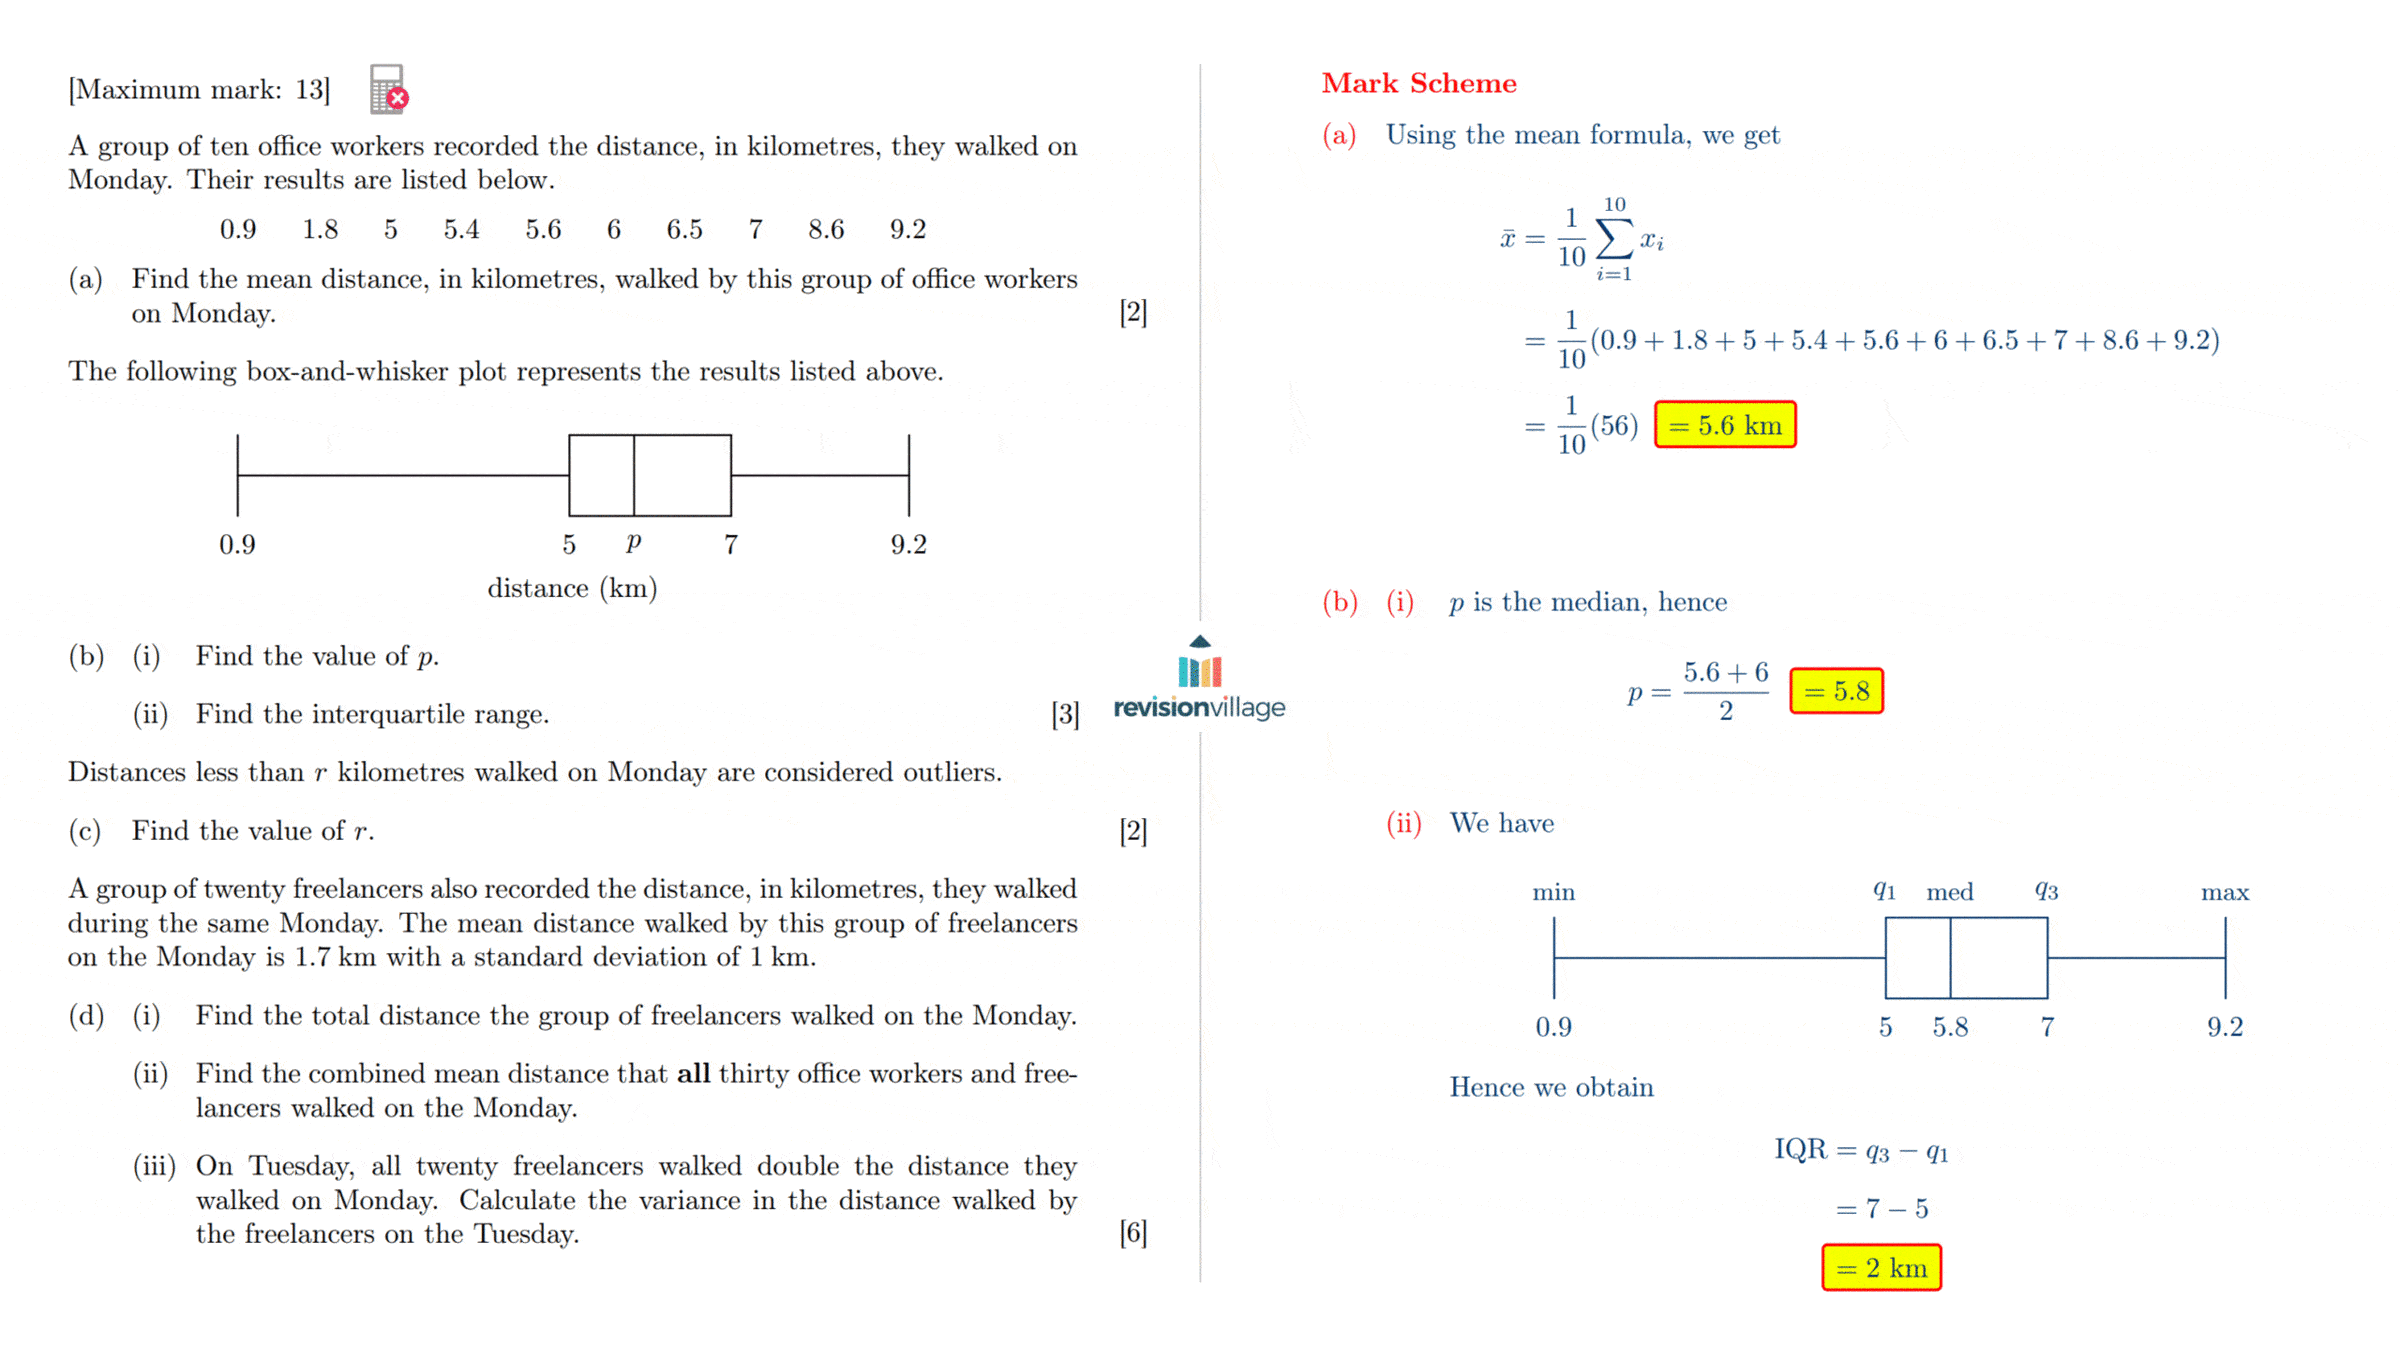 [Maximum mark: 13]
A group of ten office workers recorded the distance, in kilometres, they walked on
Monday. Their results are listed below.
0.9 1.8 5 5.4 5.6 6 6.5 7 8.6 9.2
(a) Find the mean distance, in kilometres, walked by this group of office workers
on Monday. [2]
The following box-and-whisker plot represents the results listed above.
0.9 5 p 7 9.2
distance (km)
(b) (i) Find the value of p.
(ii) Find the interquartile range. [3]
Distances less than r kilometres walked on Monday are considered outliers.
(c) Find the value of r. [2]
A group of twenty freelancers also recorded the distance, in kilometres, they walked
during the same Monday. The mean distance walked by this group of freelancers
on the Monday is 1.7 km with a standard deviation of 1 km.
(d) (i) Find the total distance the group of freelancers walked on the Monday.
(ii) Find the combined mean distance that all thirty office workers and free-
lancers walked on the Monday.
(iii) On Tuesday, all twenty freelancers walked double the distance they
walked on Monday. Calculate the variance in the distance walked by
the freelancers on the Tuesday. [6]
revisionvillage
Mark Scheme
(a) Using the mean formula, we get
x̄ = 1/10 ∑_{i=1}^{10} x_i
= 1/10 (0.9 + 1.8 + 5 + 5.4 + 5.6 + 6 + 6.5 + 7 + 8.6 + 9.2)
= 1/10 (56) = 5.6 km
(b) (i) p is the median, hence
p = (5.6 + 6)/2 = 5.8
(ii) We have
min q1 med q3 max
0.9 5 5.8 7 9.2
Hence we obtain
IQR = q3 − q1
= 7 − 5
= 2 km